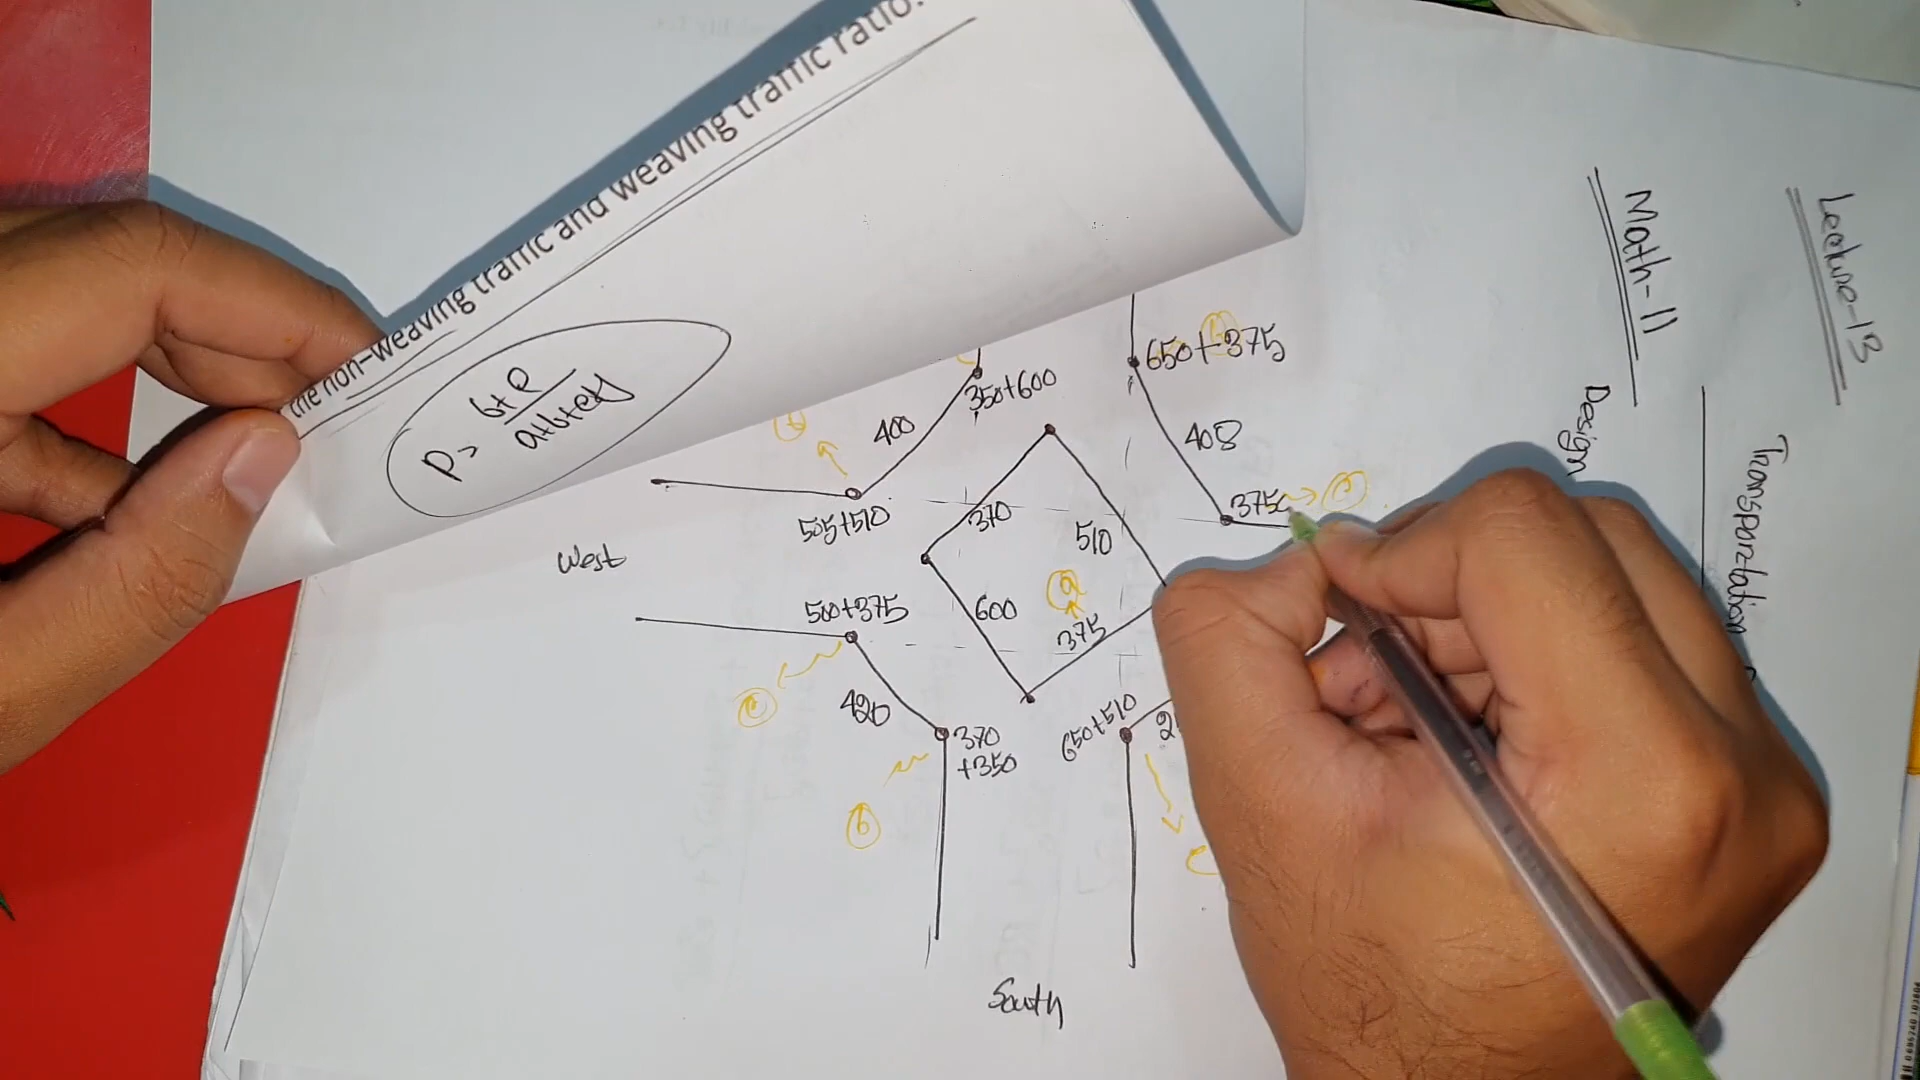 the non-weaving traffic and weaving traffic ratio.
P = b+c
a+b+c+d
Lecture-13
Math-11
Transportation
Design
650+375
350+600
400
408
375
505+510
370
510
West
500+375
600
a
375
c
420
370
+350
650+510
b
South